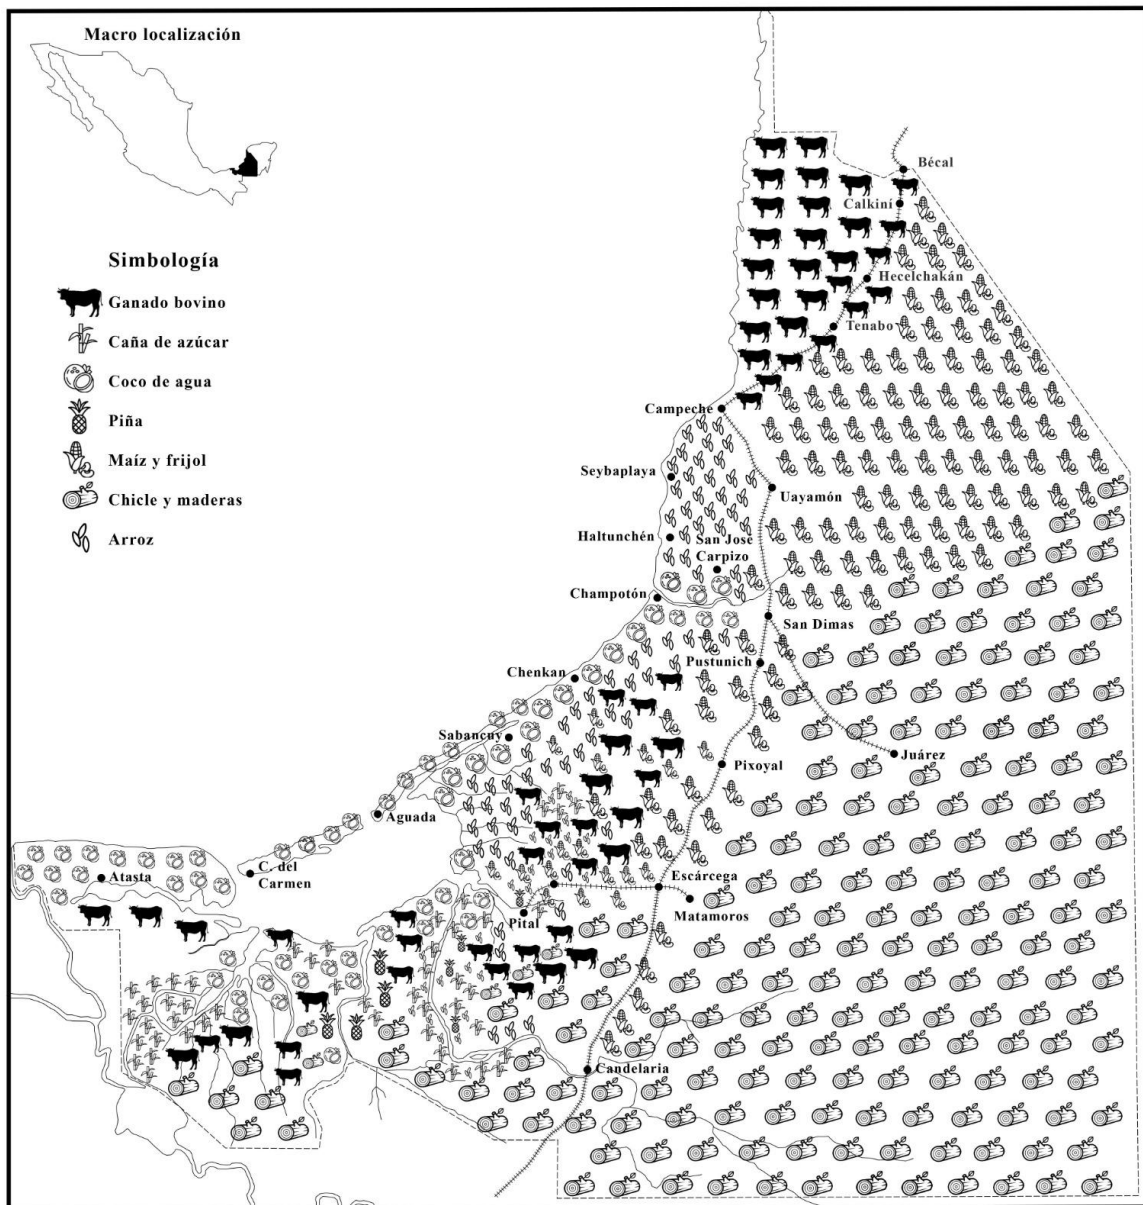 Macro localización
Simbología
Ganado bovino
Caña de azúcar
Coco de agua
Piña
Maíz y frijol
Chicle y maderas
Arroz
Bécal
Calkiní
Hecelchakán
Tenabo
Campeche
Seybaplaya
Uayamón
Haltunchén
San José
Carpizo
Champotón
San Dimas
Pustunich
Chenkan
Sabancuy
Juárez
Pixoyal
Aguada
C. del
Carmen
Atasta
Escárcega
Matamoros
Pital
Candelaria